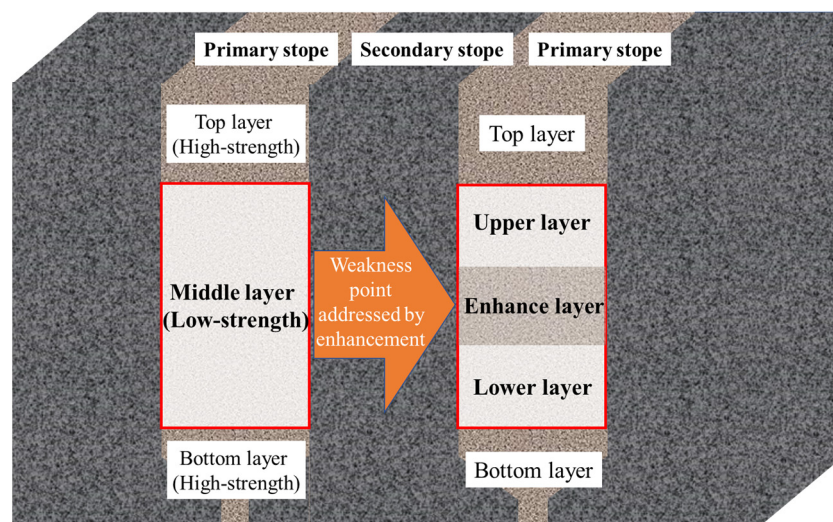 Primary stope
Secondary stope
Primary stope
Top layer
(High-strength)
Top layer
Middle layer
(Low-strength)
Weakness
point
addressed by
enhancement
Upper layer
Enhance layer
Lower layer
Bottom layer
(High-strength)
Bottom layer